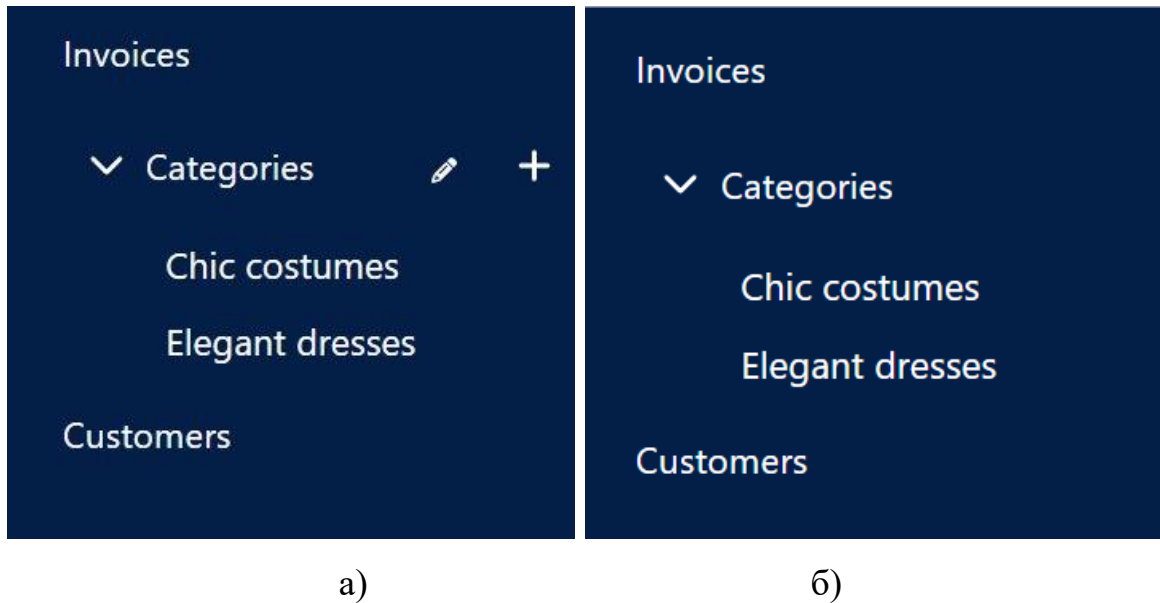 Invoices
Categories
Chic costumes
Elegant dresses
Customers
Invoices
Categories
Chic costumes
Elegant dresses
Customers
а)
б)